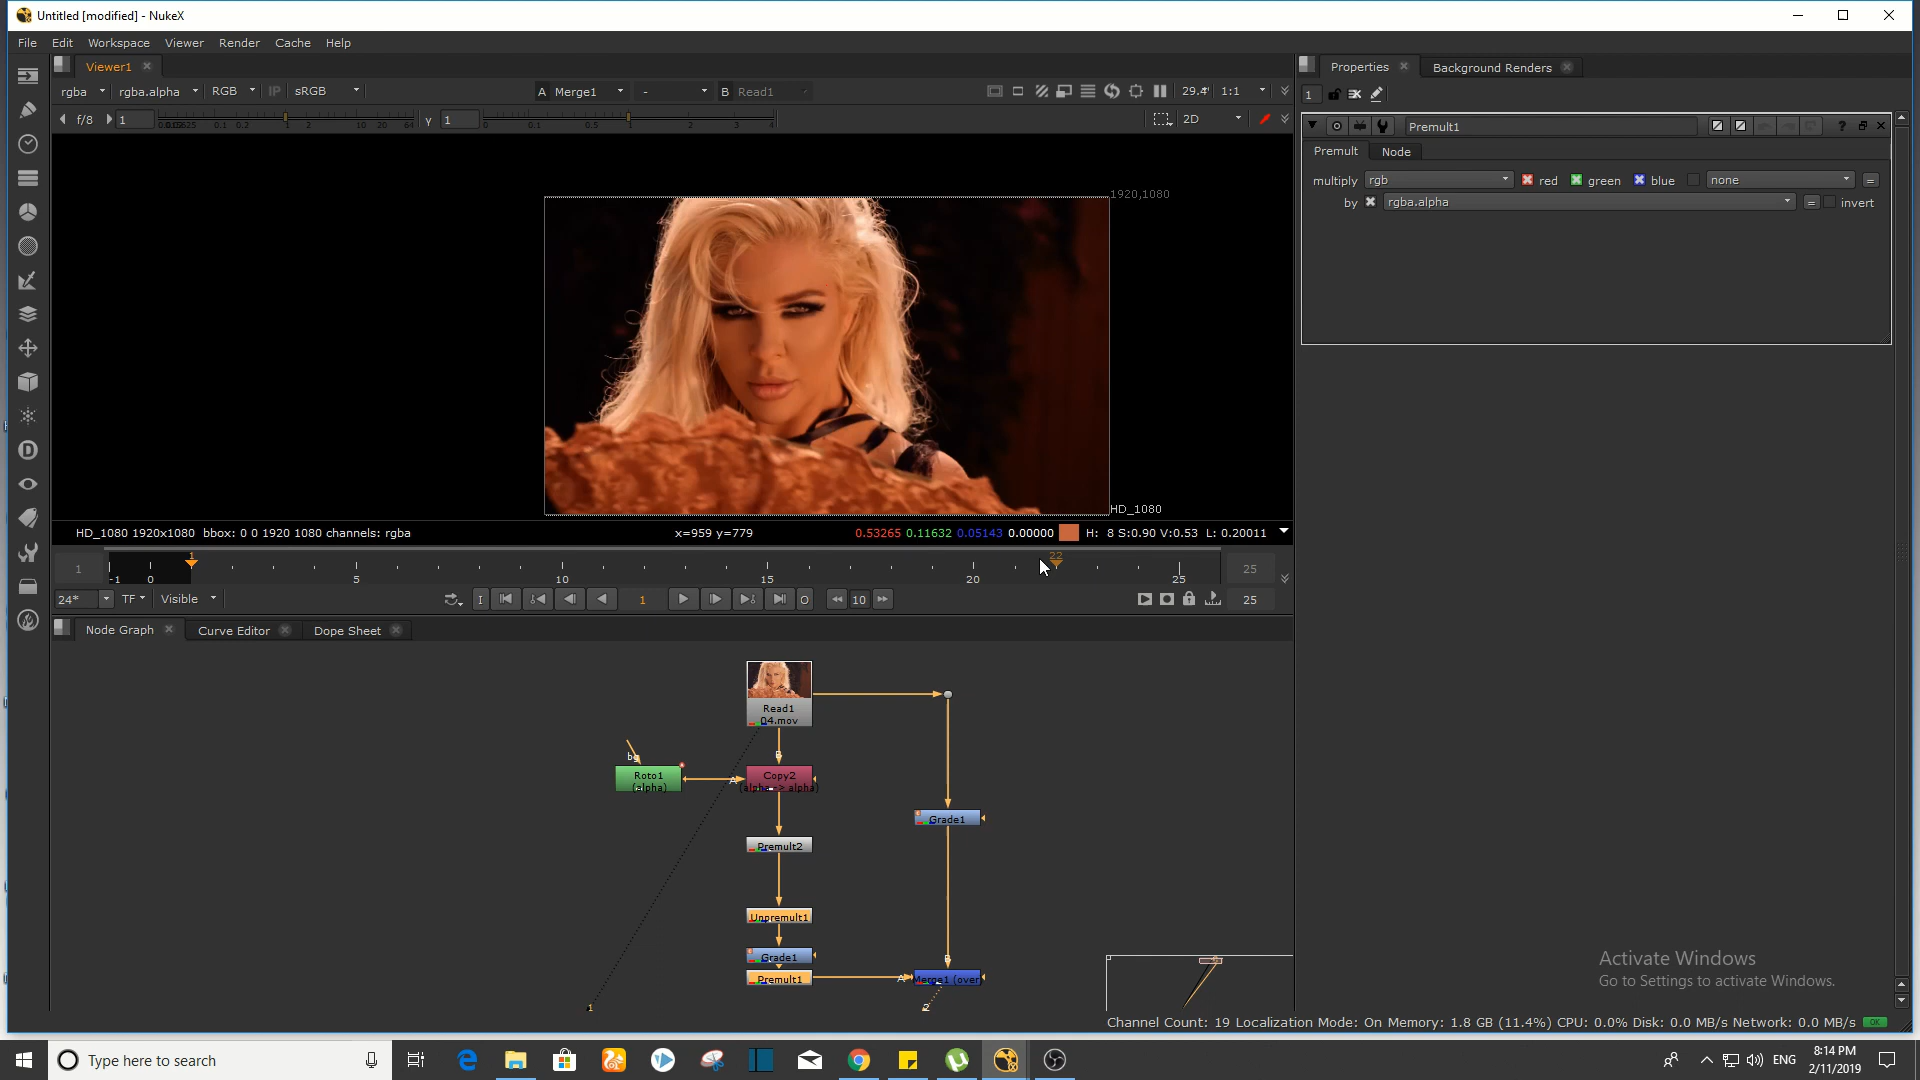 Untitled [modified] - NukeX
File Edit Workspace Viewer Render Cache Help
Viewer1
rgba rgba.alpha RGB IP sRGB A Merge1 - B Read1 29.4 1:1
f/8 1 γ 1 2D
1920,1080
HD_1080
HD_1080 1920x1080 bbox: 0 0 1920 1080 channels: rgba x=959 y=779 0.53265 0.11632 0.05143 0.00000 H: 8 S:0.90 V:0.53 L: 0.20011
1 22
1 -1 0 5 10 15 20 25 25
24* TF Visible I 1 O 10 25
Node Graph Curve Editor Dope Sheet
Read1
04.mov
B
bg
Roto1
(alpha)
A
Copy2
(alpha -> alpha)
Grade1
Premult2
Unpremult1
Grade1
B
Premult1
A
Merge1 (over)
1
2
Properties Background Renders
1
Premult1
?
Premult Node
multiply rgb red green blue none =
by rgba.alpha = invert
Activate Windows
Go to Settings to activate Windows.
Channel Count: 19 Localization Mode: On Memory: 1.8 GB (11.4%) CPU: 0.0% Disk: 0.0 MB/s Network: 0.0 MB/s
Type here to search
ENG
8:14 PM
2/11/2019